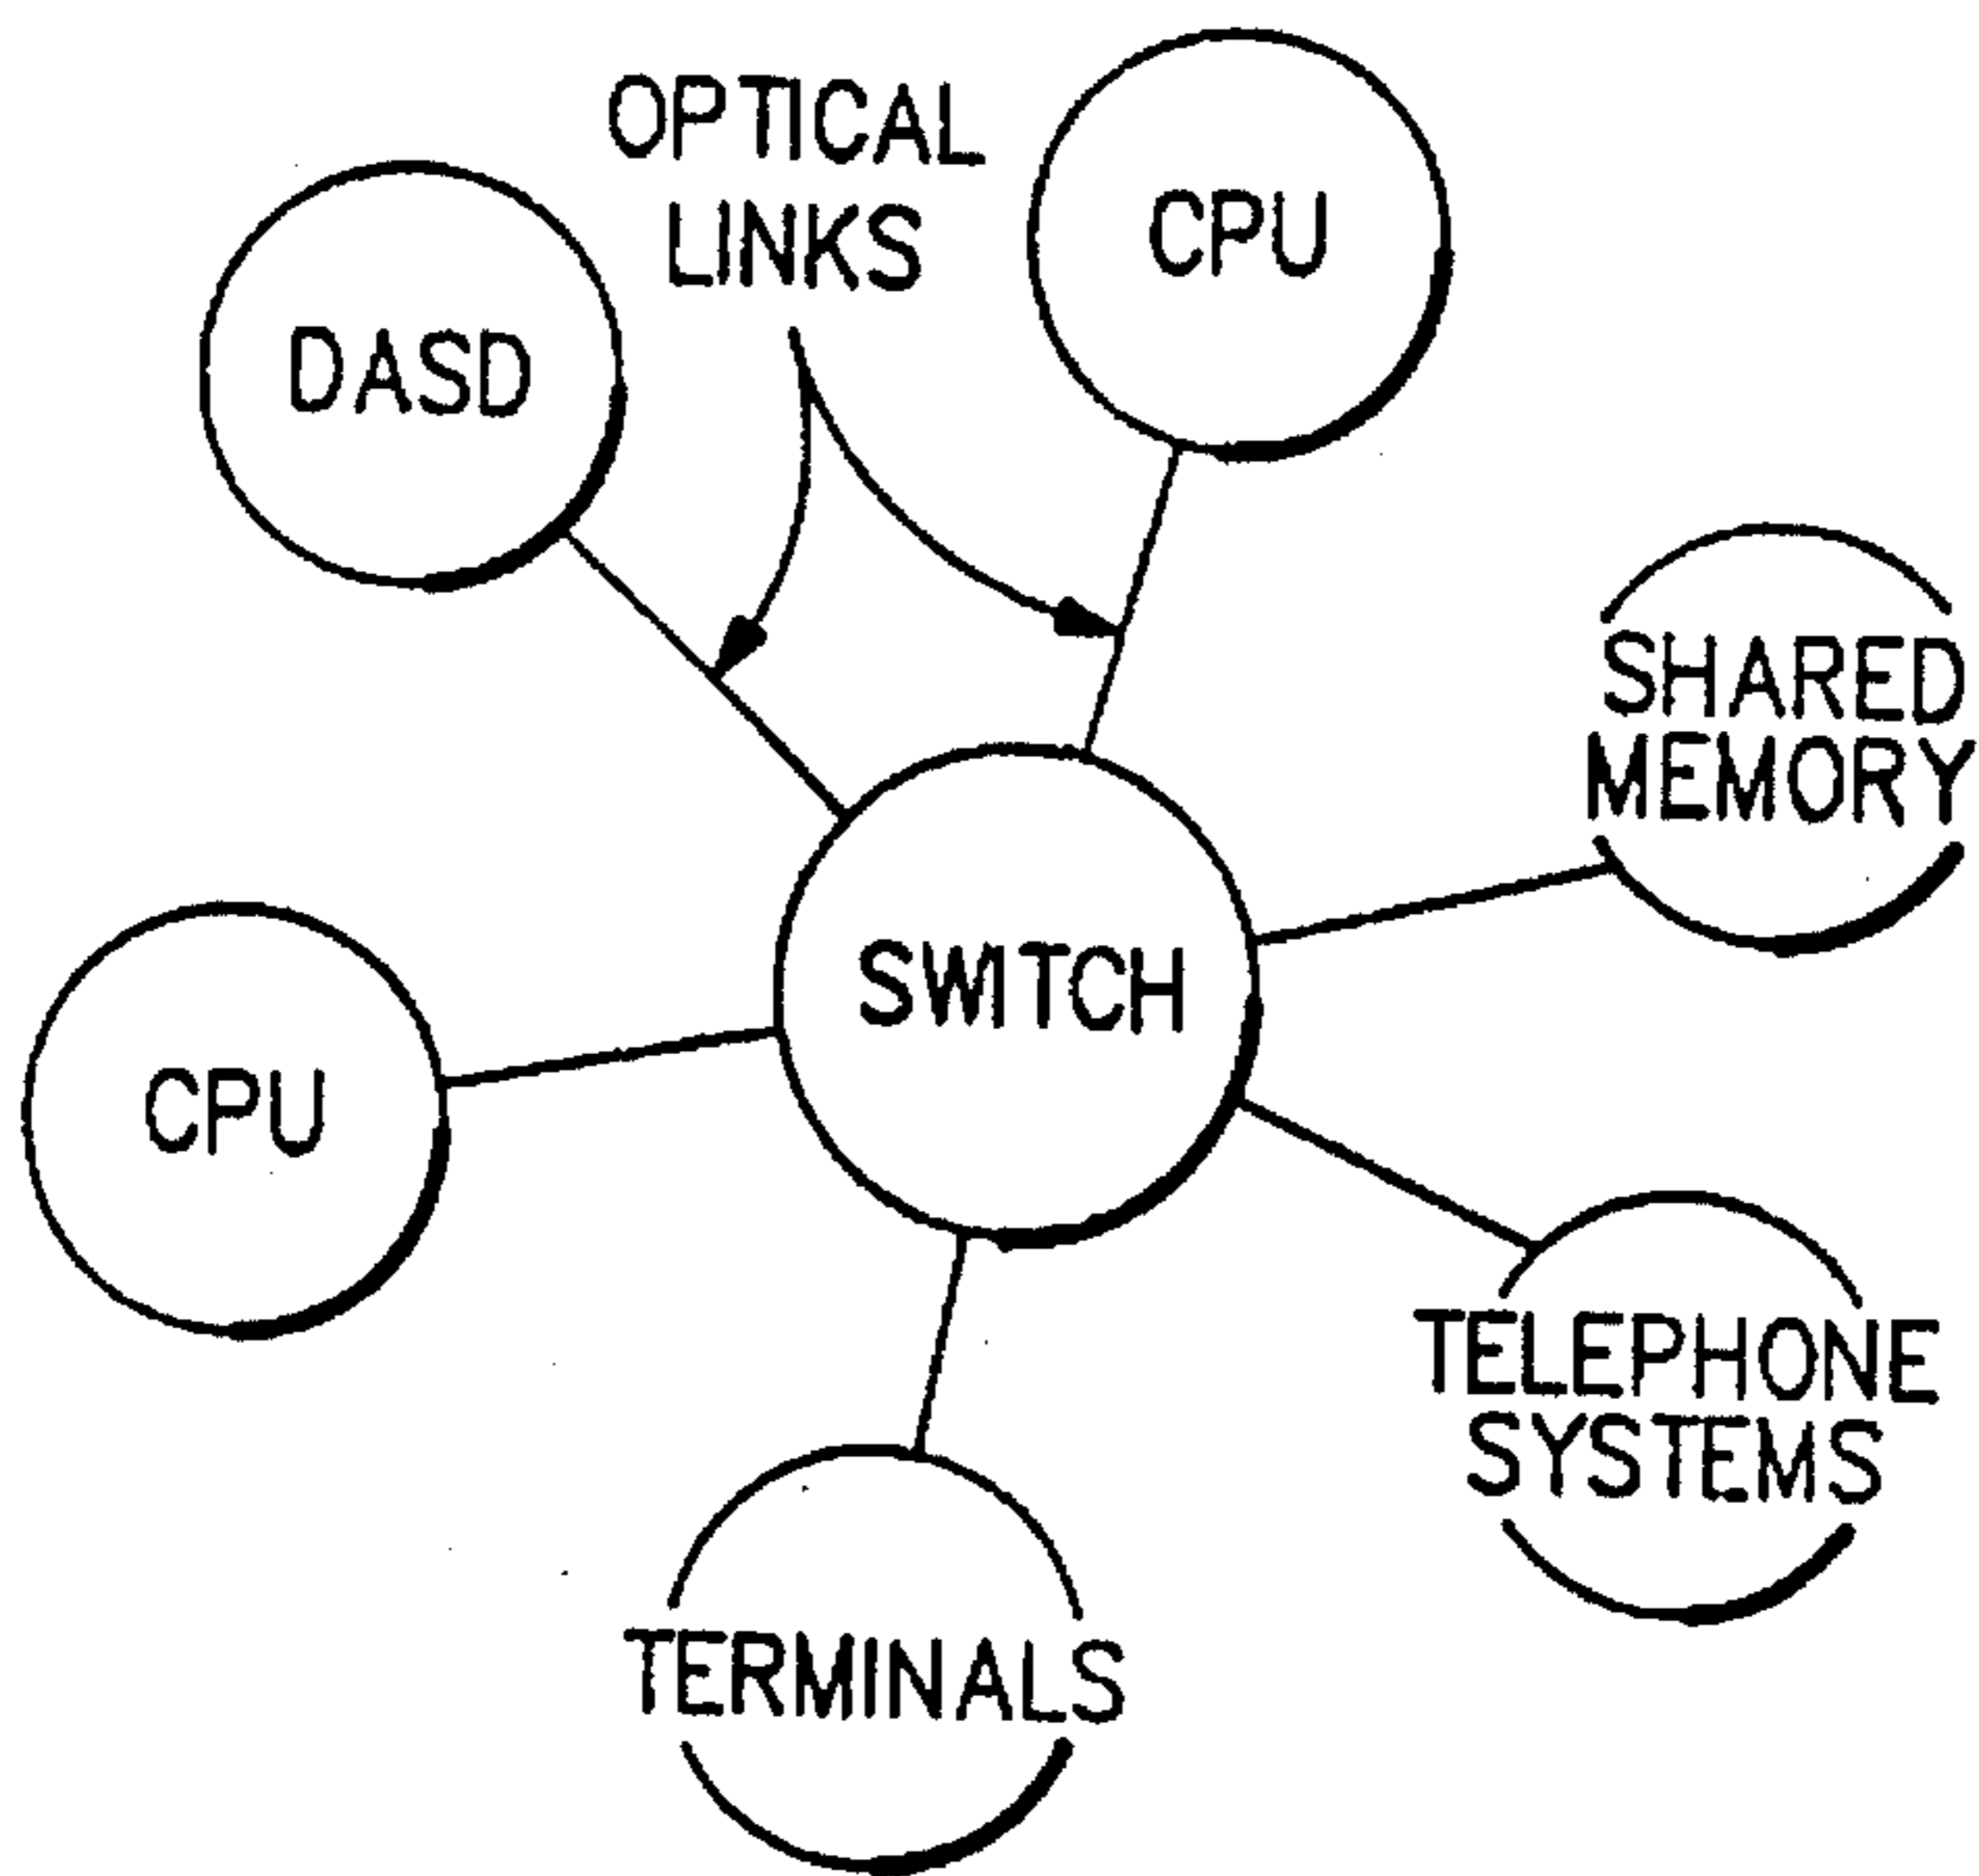 OPTICAL
LINKS
CPU
DASD
SHARED
MEMORY
SWITCH
CPU
TELEPHONE
SYSTEMS
TERMINALS